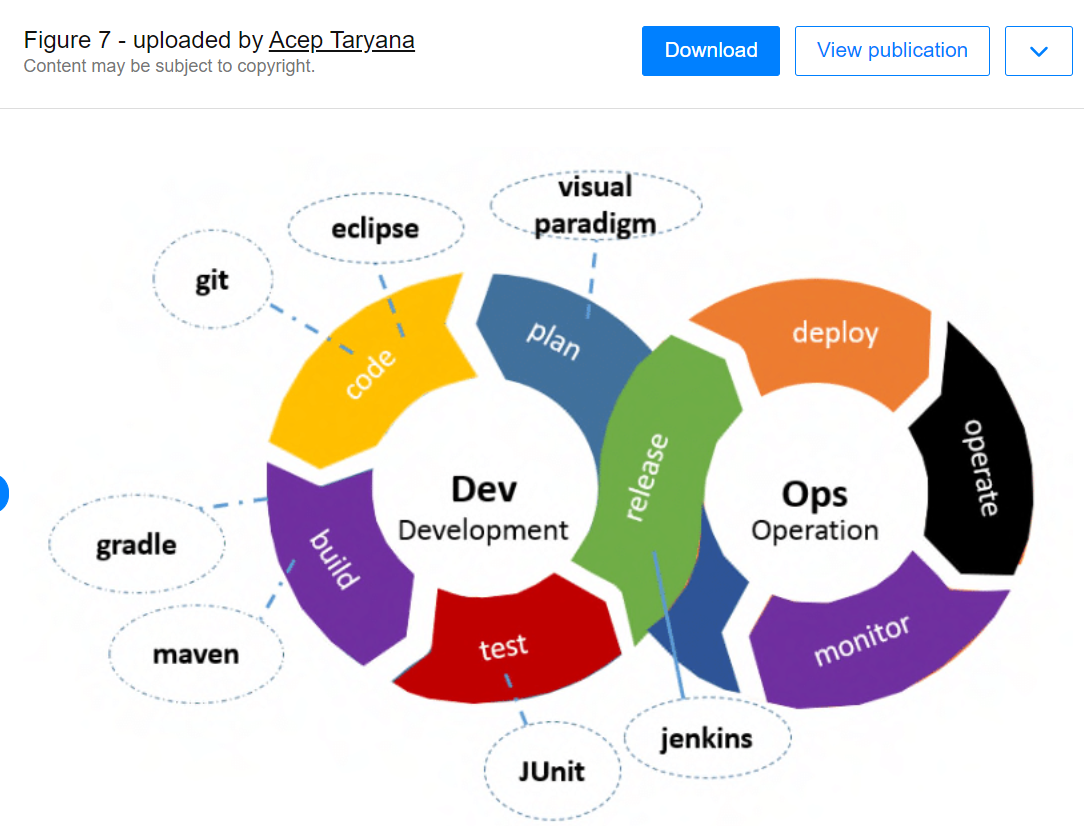 Figure 7 - uploaded by Acep Taryana
Content may be subject to copyright.
Download
View publication
visual
paradigm
eclipse
git
plan
deploy
code
operate
release
Dev
Development
Ops
Operation
gradle
build
maven
test
monitor
jenkins
JUnit